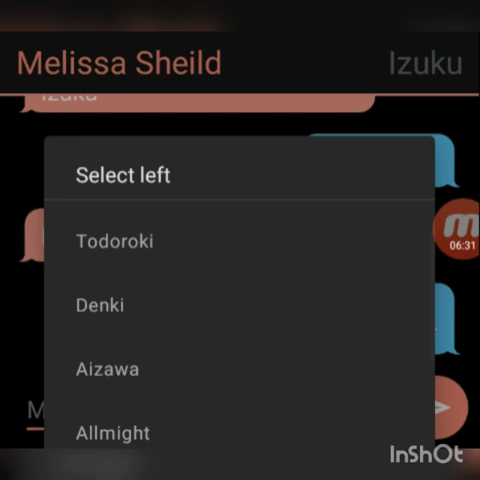 Melissa Sheild Izuku
Izuku
Select left
Todoroki
m
06:31
Denki
Aizawa
M
Allmight
InShOt